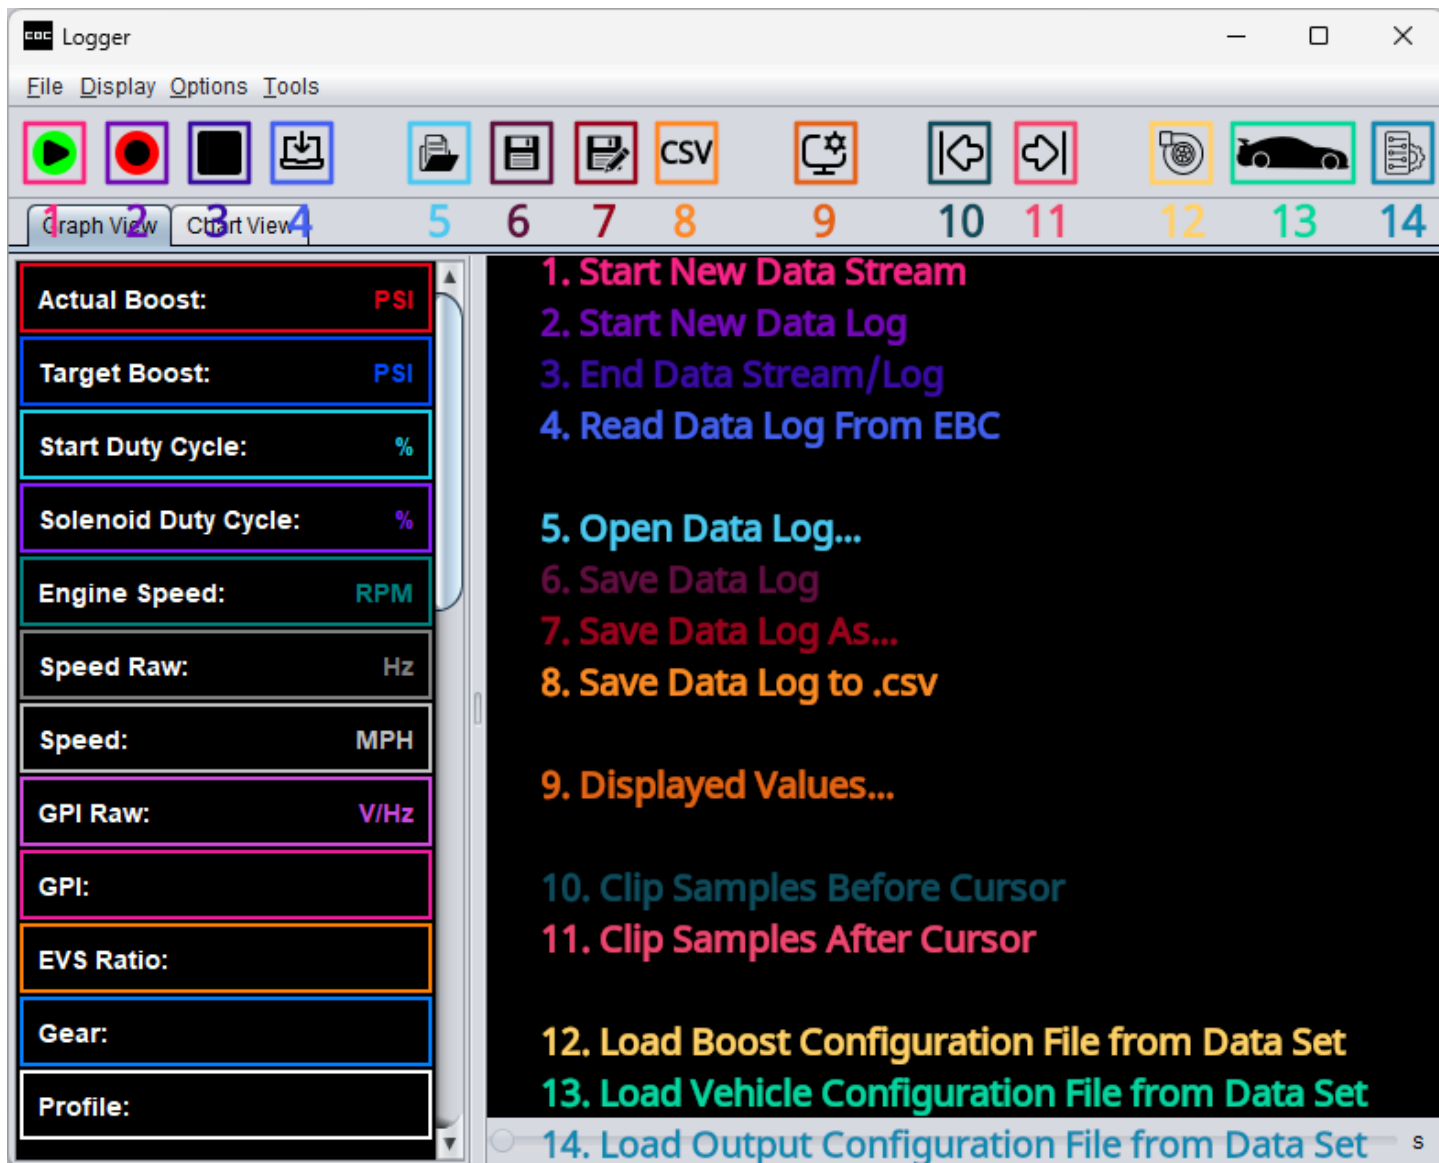 COC Logger
File Display Options Tools
CSV
1 2 3 4 5 6 7 8 9 10 11 12 13 14
Graph View Chart View
Actual Boost: PSI
Target Boost: PSI
Start Duty Cycle: %
Solenoid Duty Cycle: %
Engine Speed: RPM
Speed Raw: Hz
Speed: MPH
GPI Raw: V/Hz
GPI:
EVS Ratio:
Gear:
Profile:
1. Start New Data Stream
2. Start New Data Log
3. End Data Stream/Log
4. Read Data Log From EBC
5. Open Data Log...
6. Save Data Log
7. Save Data Log As...
8. Save Data Log to .csv
9. Displayed Values...
10. Clip Samples Before Cursor
11. Clip Samples After Cursor
12. Load Boost Configuration File from Data Set
13. Load Vehicle Configuration File from Data Set
14. Load Output Configuration File from Data Set
s